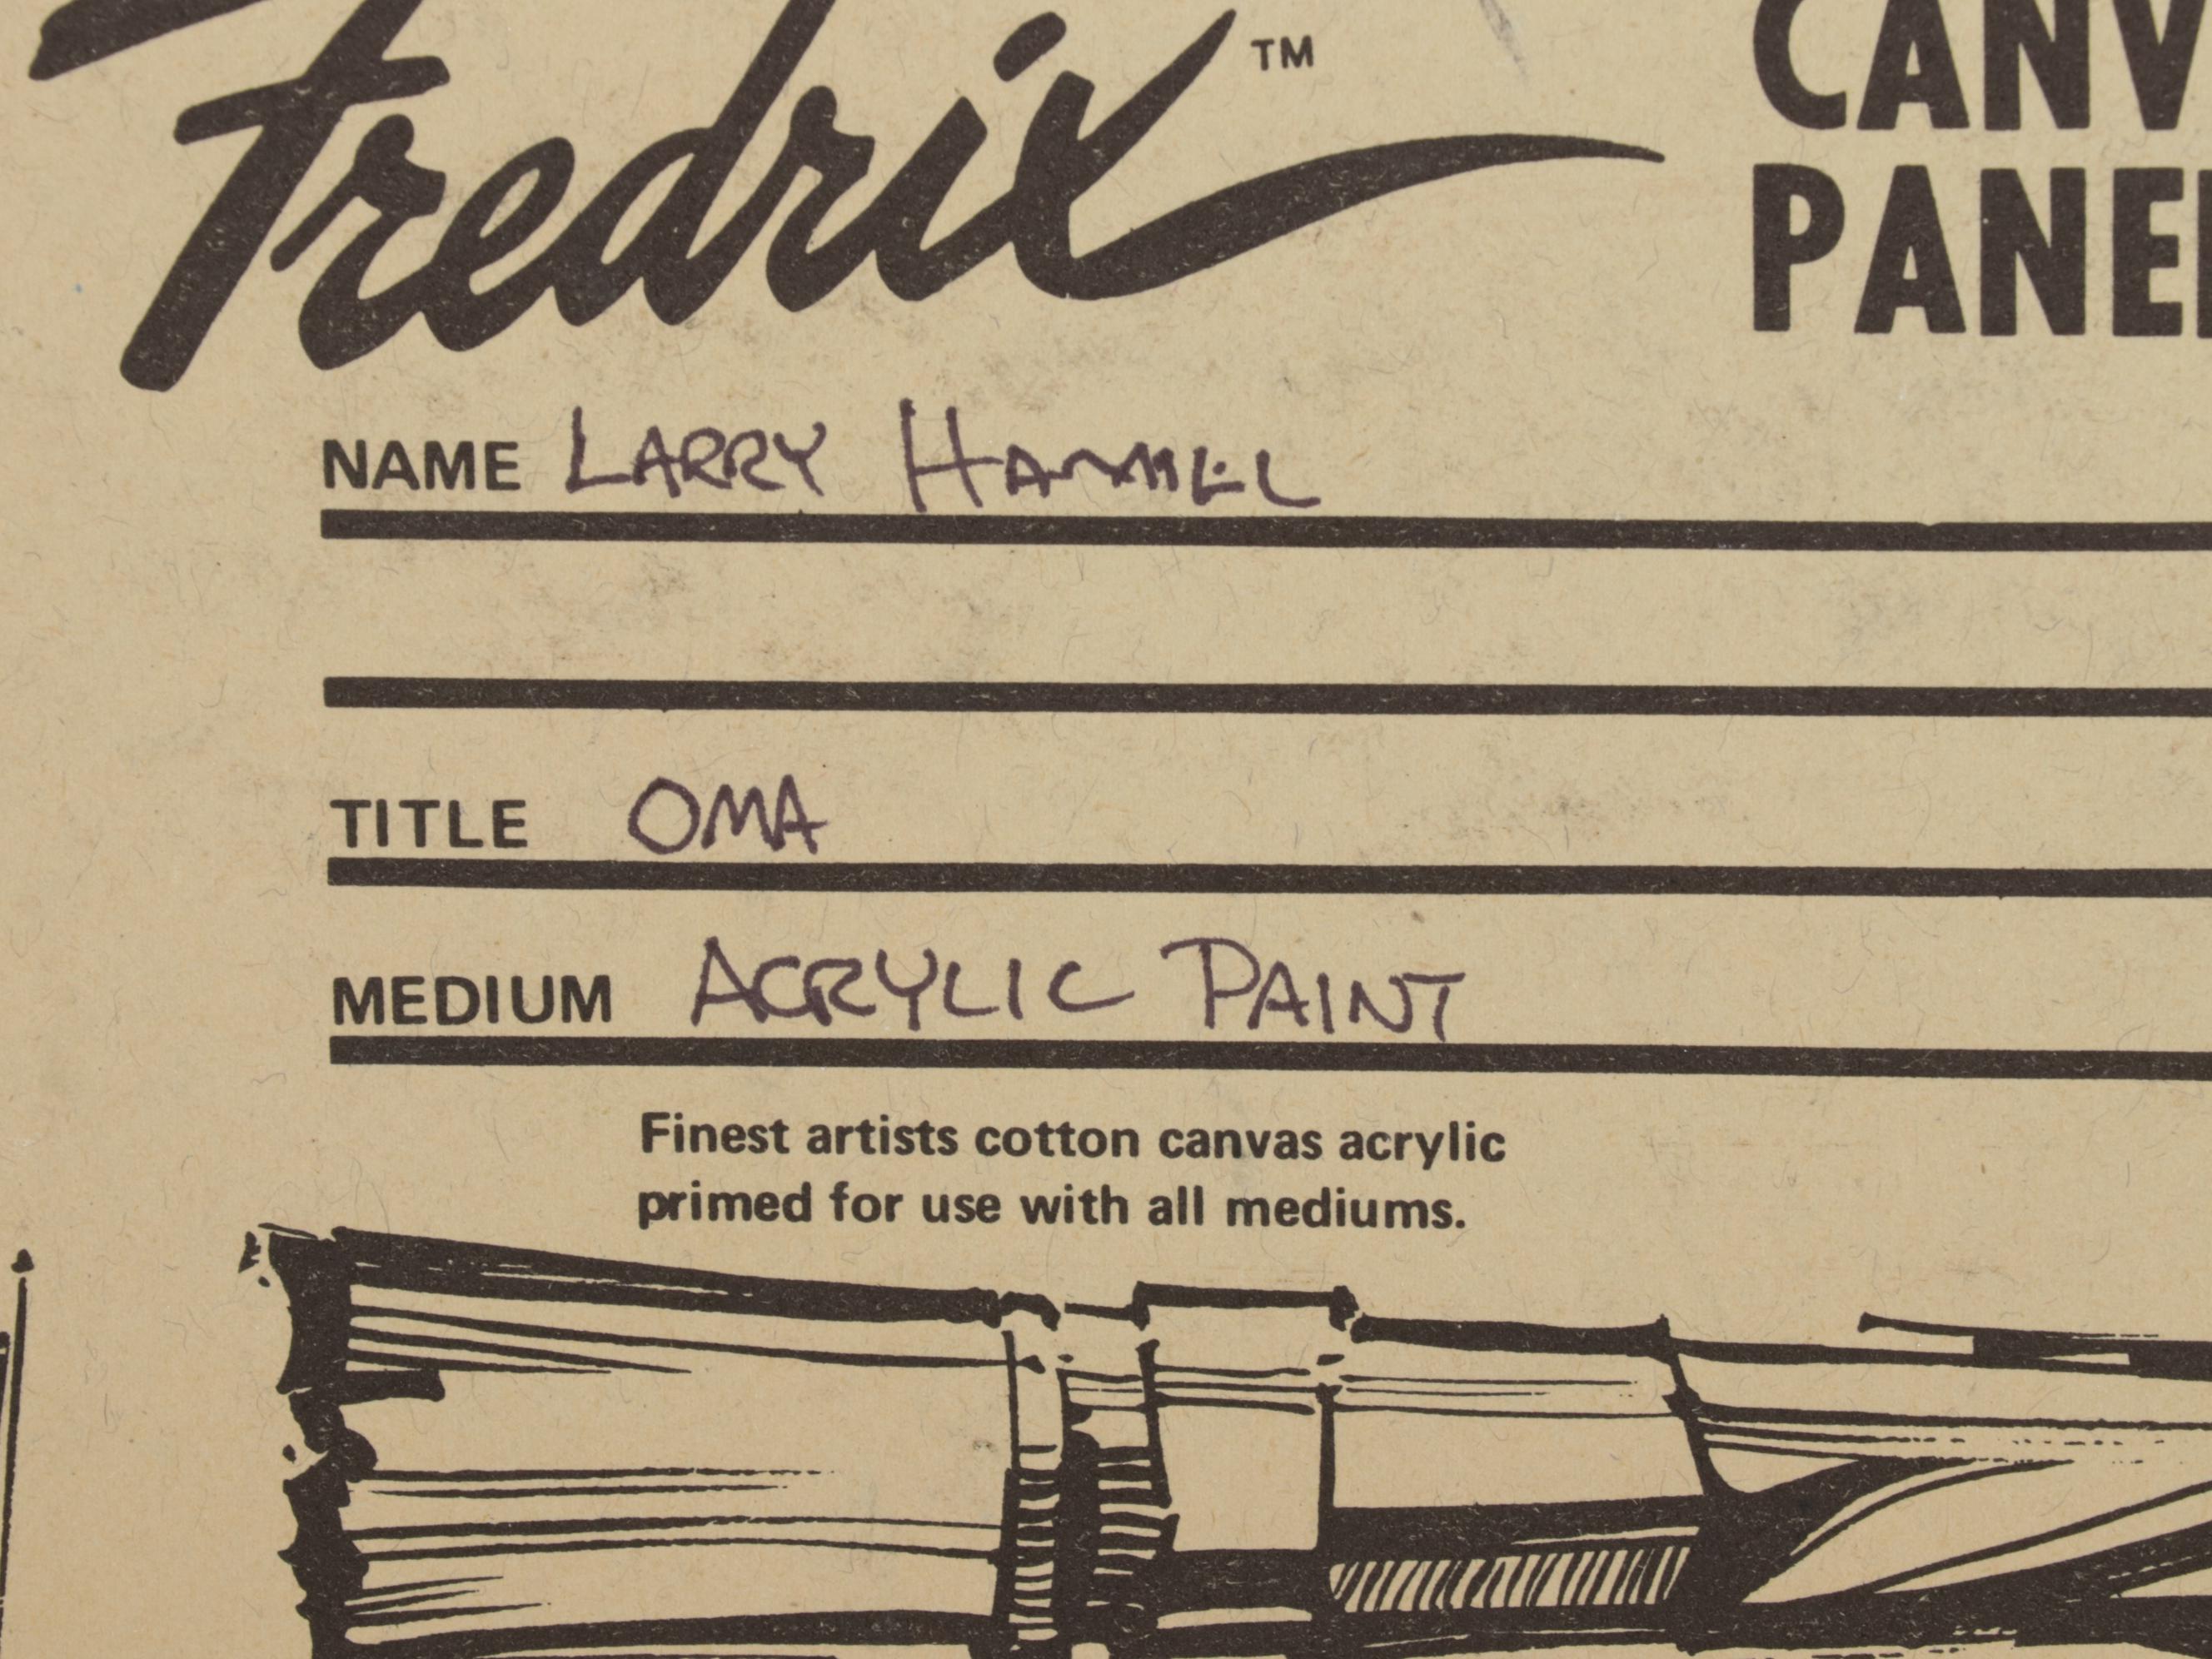 Fredrix™ CANV
PANE
NAME LARRY HAMMEL
TITLE OMA
MEDIUM ACRYLIC PAINT
Finest artists cotton canvas acrylic
primed for use with all mediums.